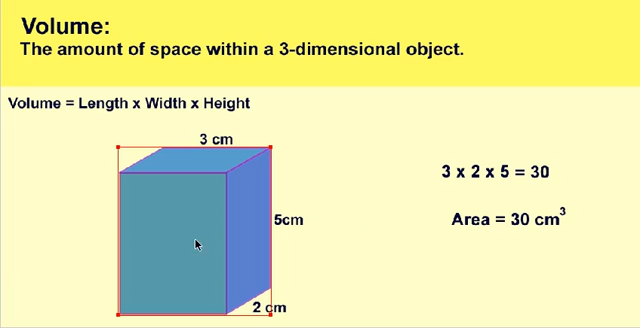 Volume:
The amount of space within a 3-dimensional object.
Volume = Length x Width x Height
3 cm
3 x 2 x 5 = 30
5cm
Area = 30 cm³
2 cm